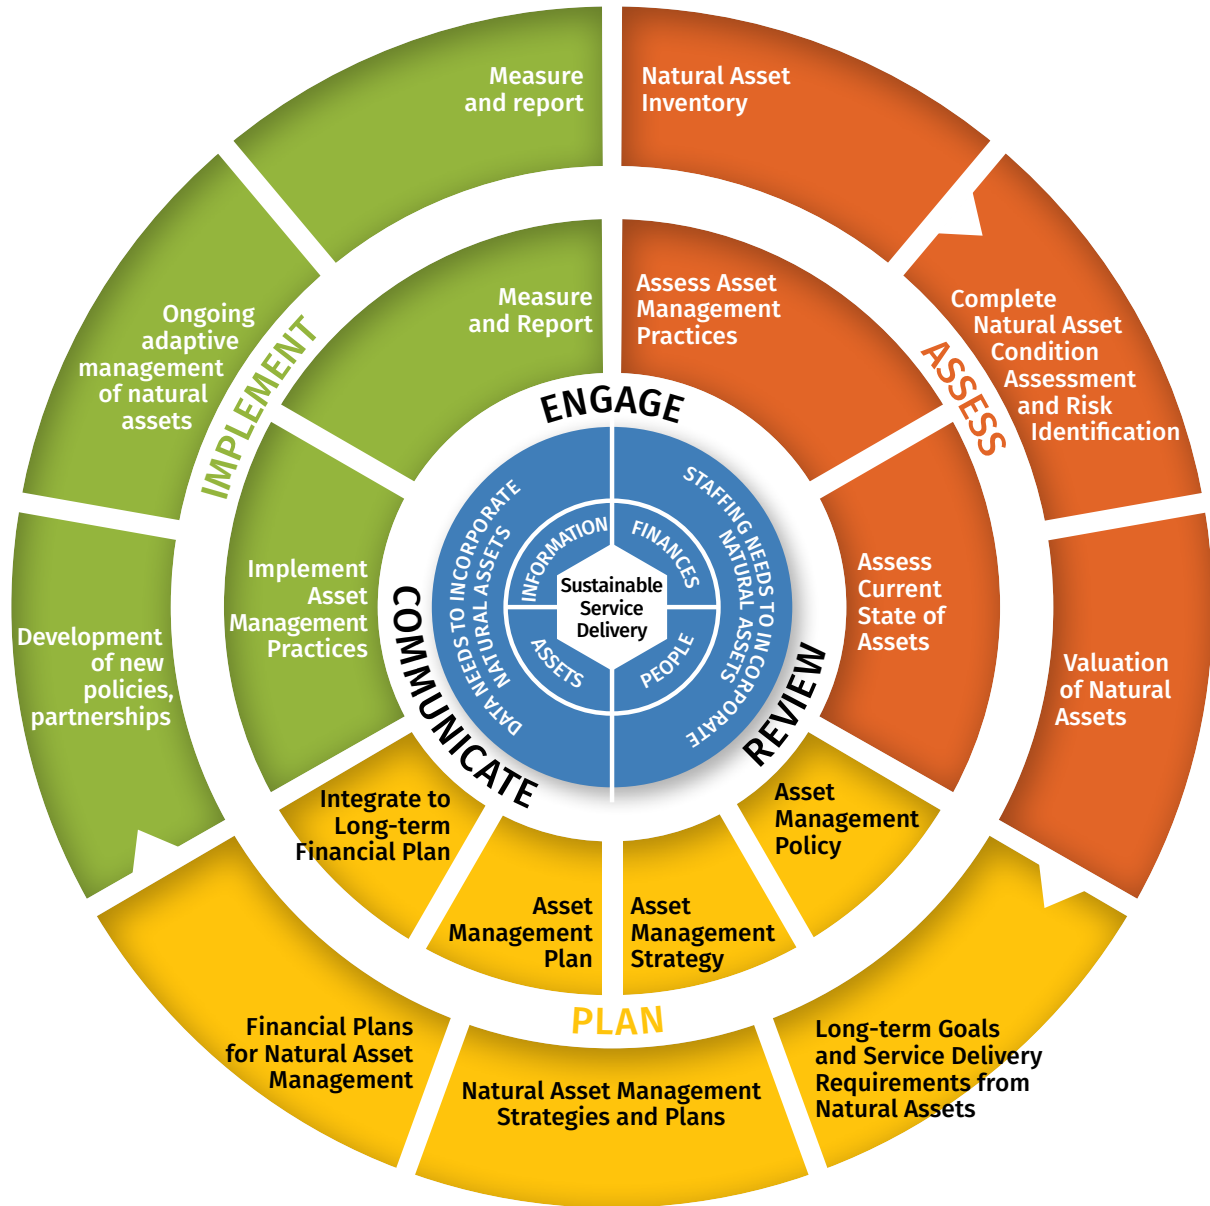 Measure
and report
Natural Asset
Inventory
Complete
Natural Asset
Condition
Assessment
and Risk
Identification
Valuation
of Natural
Assets
Long-term Goals
and Service Delivery
Requirements from
Natural Assets
Natural Asset Management
Strategies and Plans
Financial Plans
for Natural Asset
Management
Development
of new
policies,
partnerships
Ongoing
adaptive
management
of natural
assets
IMPLEMENT
ASSESS
PLAN
Measure
and Report
Assess Asset
Management
Practices
Assess
Current
State of
Assets
Asset
Management
Policy
Asset
Management
Strategy
Asset
Management
Plan
Integrate to
Long-term
Financial Plan
Implement
Asset
Management
Practices
ENGAGE
REVIEW
COMMUNICATE
DATA NEEDS TO INCORPORATE
NATURAL ASSETS
STAFFING NEEDS TO INCORPORATE
NATURAL ASSETS
INFORMATION
FINANCES
ASSETS
PEOPLE
Sustainable
Service
Delivery